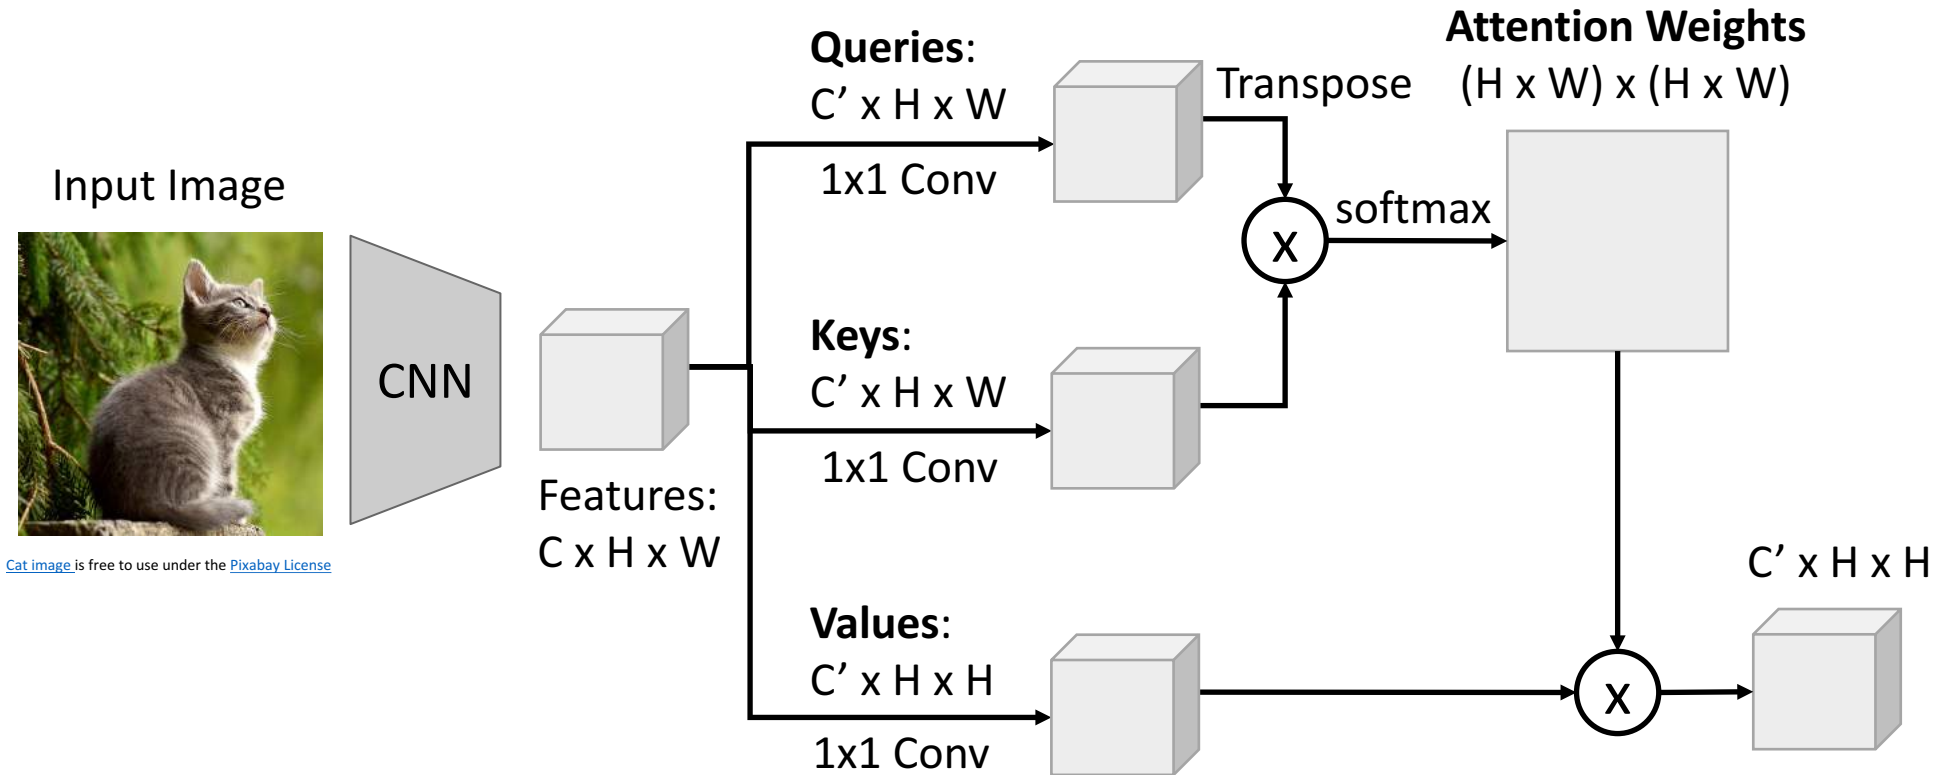 Input Image
Cat image is free to use under the Pixabay License
CNN
Features:
C x H x W
Queries:
C’ x H x W
1x1 Conv
Keys:
C’ x H x W
1x1 Conv
Values:
C’ x H x H
1x1 Conv
Transpose
x
softmax
Attention Weights
(H x W) x (H x W)
x
C’ x H x H